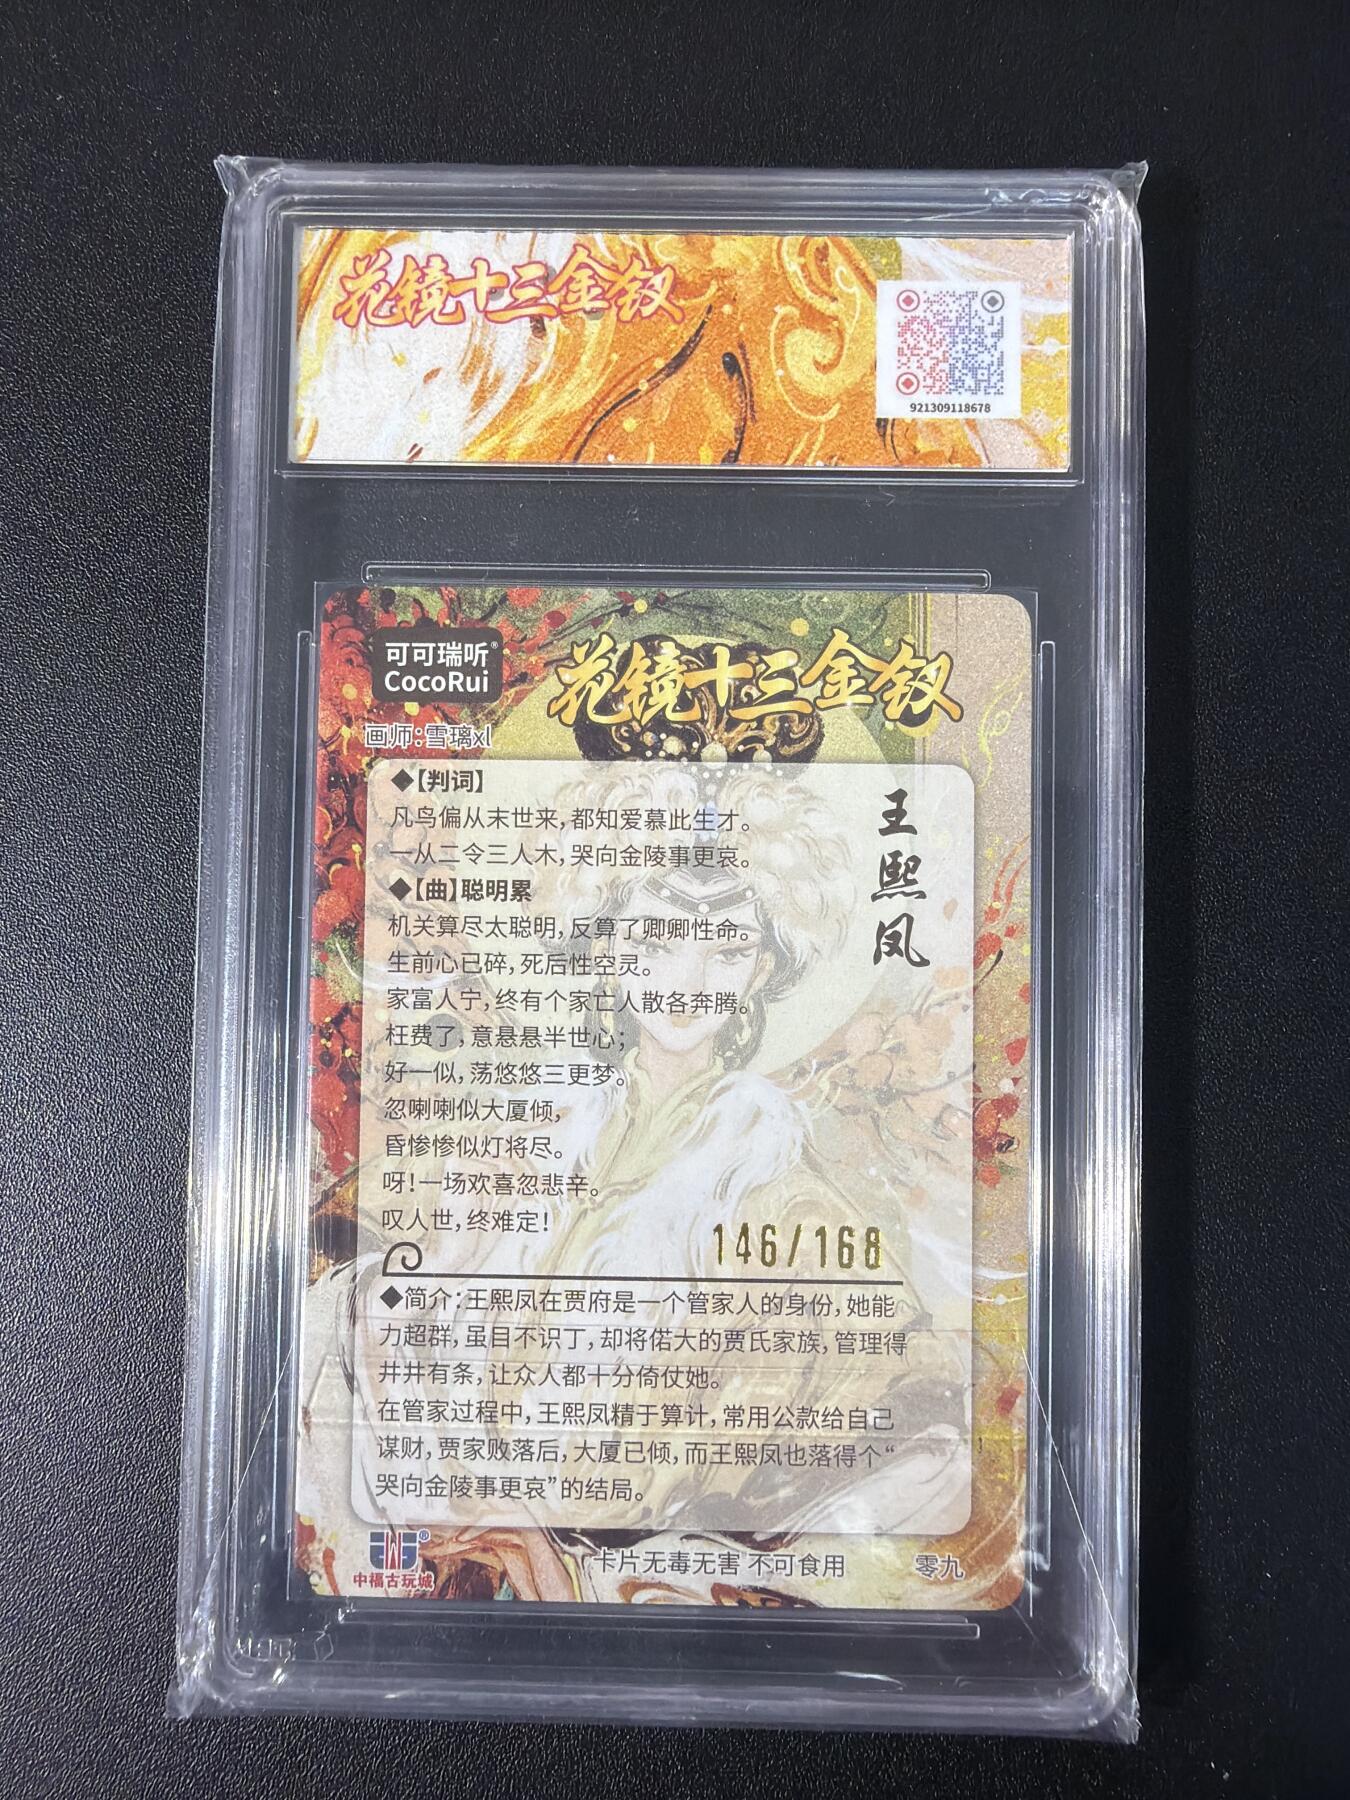 花镜十三金钗
921309118678
可可瑞听®
CocoRui
花镜十三金钗
画师：雪璃xl
王熙凤
◆【判词】
凡鸟偏从末世来，都知爱慕此生才。
一从二令三人木，哭向金陵事更哀。
◆【曲】聪明累
机关算尽太聪明，反算了卿卿性命。
生前心已碎，死后性空灵。
家富人宁，终有个家亡人散各奔腾。
枉费了，意悬悬半世心；
好一似，荡悠悠三更梦。
忽喇喇似大厦倾，
昏惨惨似灯将尽。
呀！一场欢喜忽悲辛。
叹人世，终难定！
146/168
◆简介：王熙凤在贾府是一个管家人的身份，她能
力超群，虽目不识丁，却将偌大的贾氏家族，管理得
井井有条，让众人都十分倚仗她。
在管家过程中，王熙凤精于算计，常用公款给自己
谋财，贾家败落后，大厦已倾，而王熙凤也落得个“
哭向金陵事更哀”的结局。
®
中福古玩城
卡片无毒无害 不可食用
零九